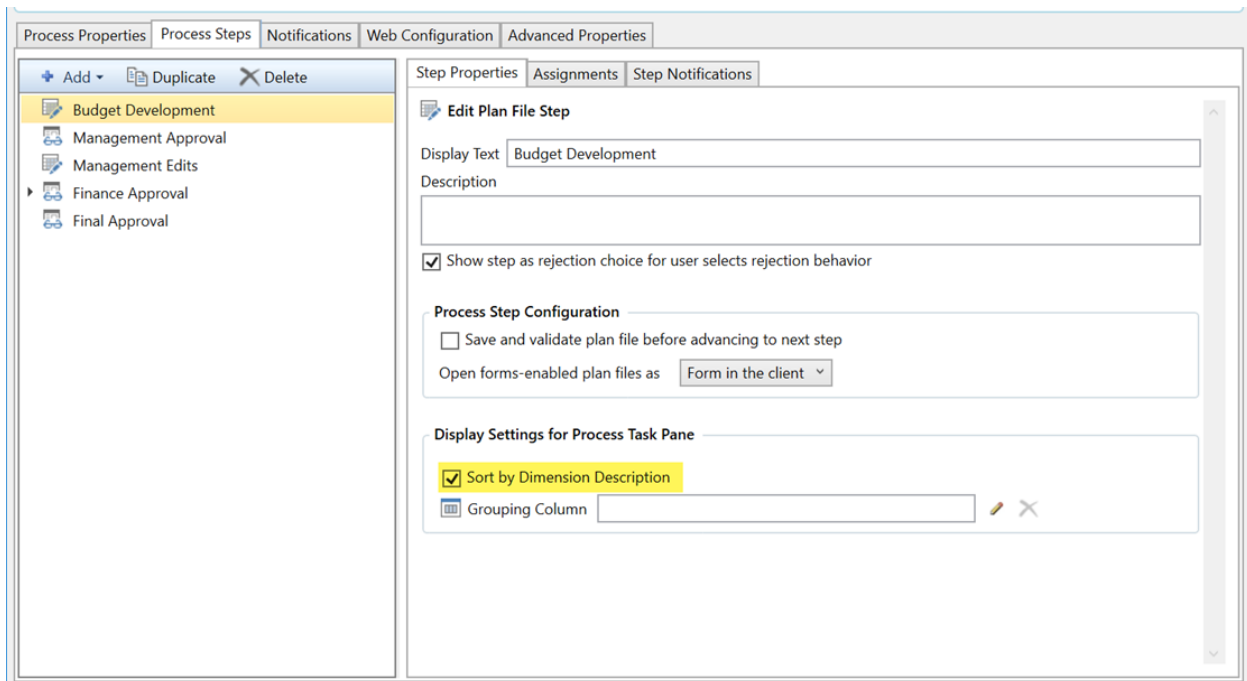 Process Properties Process Steps Notifications Web Configuration Advanced Properties
Add Duplicate Delete
Budget Development
Management Approval
Management Edits
Finance Approval
Final Approval
Step Properties Assignments Step Notifications
Edit Plan File Step
Display Text Budget Development
Description
Show step as rejection choice for user selects rejection behavior
Process Step Configuration
Save and validate plan file before advancing to next step
Open forms-enabled plan files as Form in the client
Display Settings for Process Task Pane
Sort by Dimension Description
Grouping Column